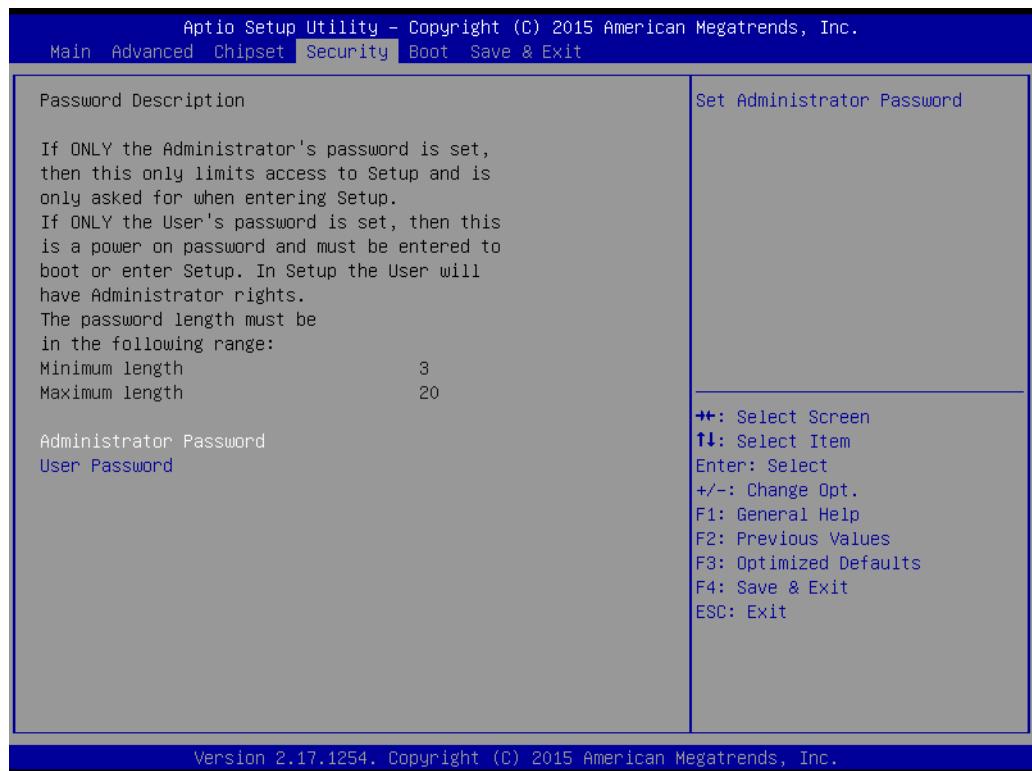 Aptio Setup Utility – Copyright (C) 2015 American Megatrends, Inc.
Main Advanced Chipset Security Boot Save & Exit
Password Description
If ONLY the Administrator's password is set,
then this only limits access to Setup and is
only asked for when entering Setup.
If ONLY the User's password is set, then this
is a power on password and must be entered to
boot or enter Setup. In Setup the User will
have Administrator rights.
The password length must be
in the following range:
Minimum length 3
Maximum length 20
Administrator Password
User Password
Set Administrator Password
→←: Select Screen
↑↓: Select Item
Enter: Select
+/-: Change Opt.
F1: General Help
F2: Previous Values
F3: Optimized Defaults
F4: Save & Exit
ESC: Exit
Version 2.17.1254. Copyright (C) 2015 American Megatrends, Inc.